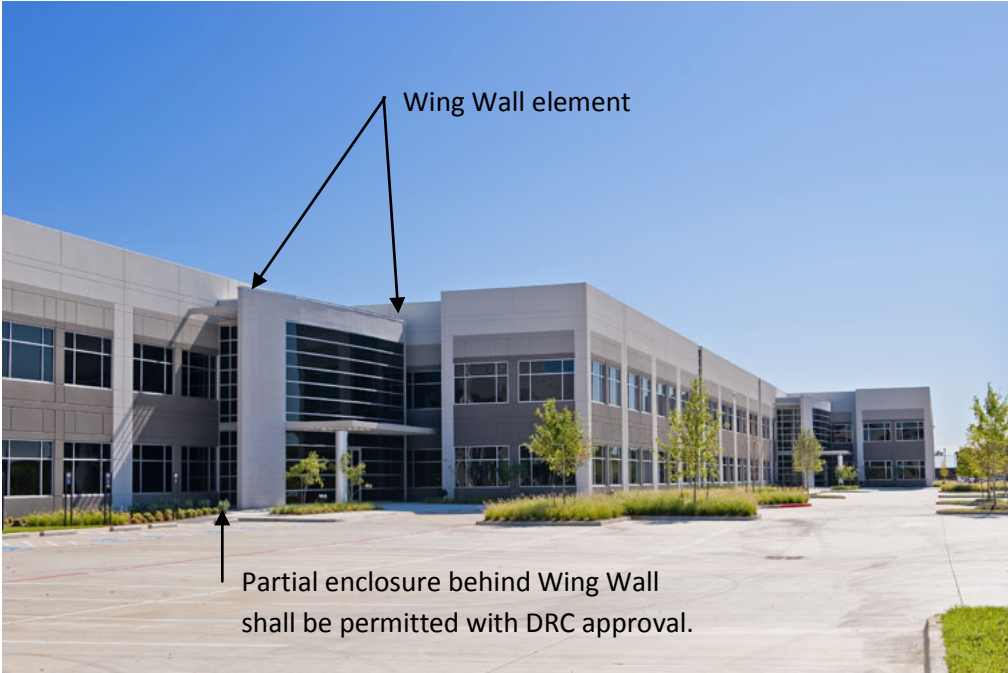 Wing Wall element
Partial enclosure behind Wing Wall
shall be permitted with DRC approval.